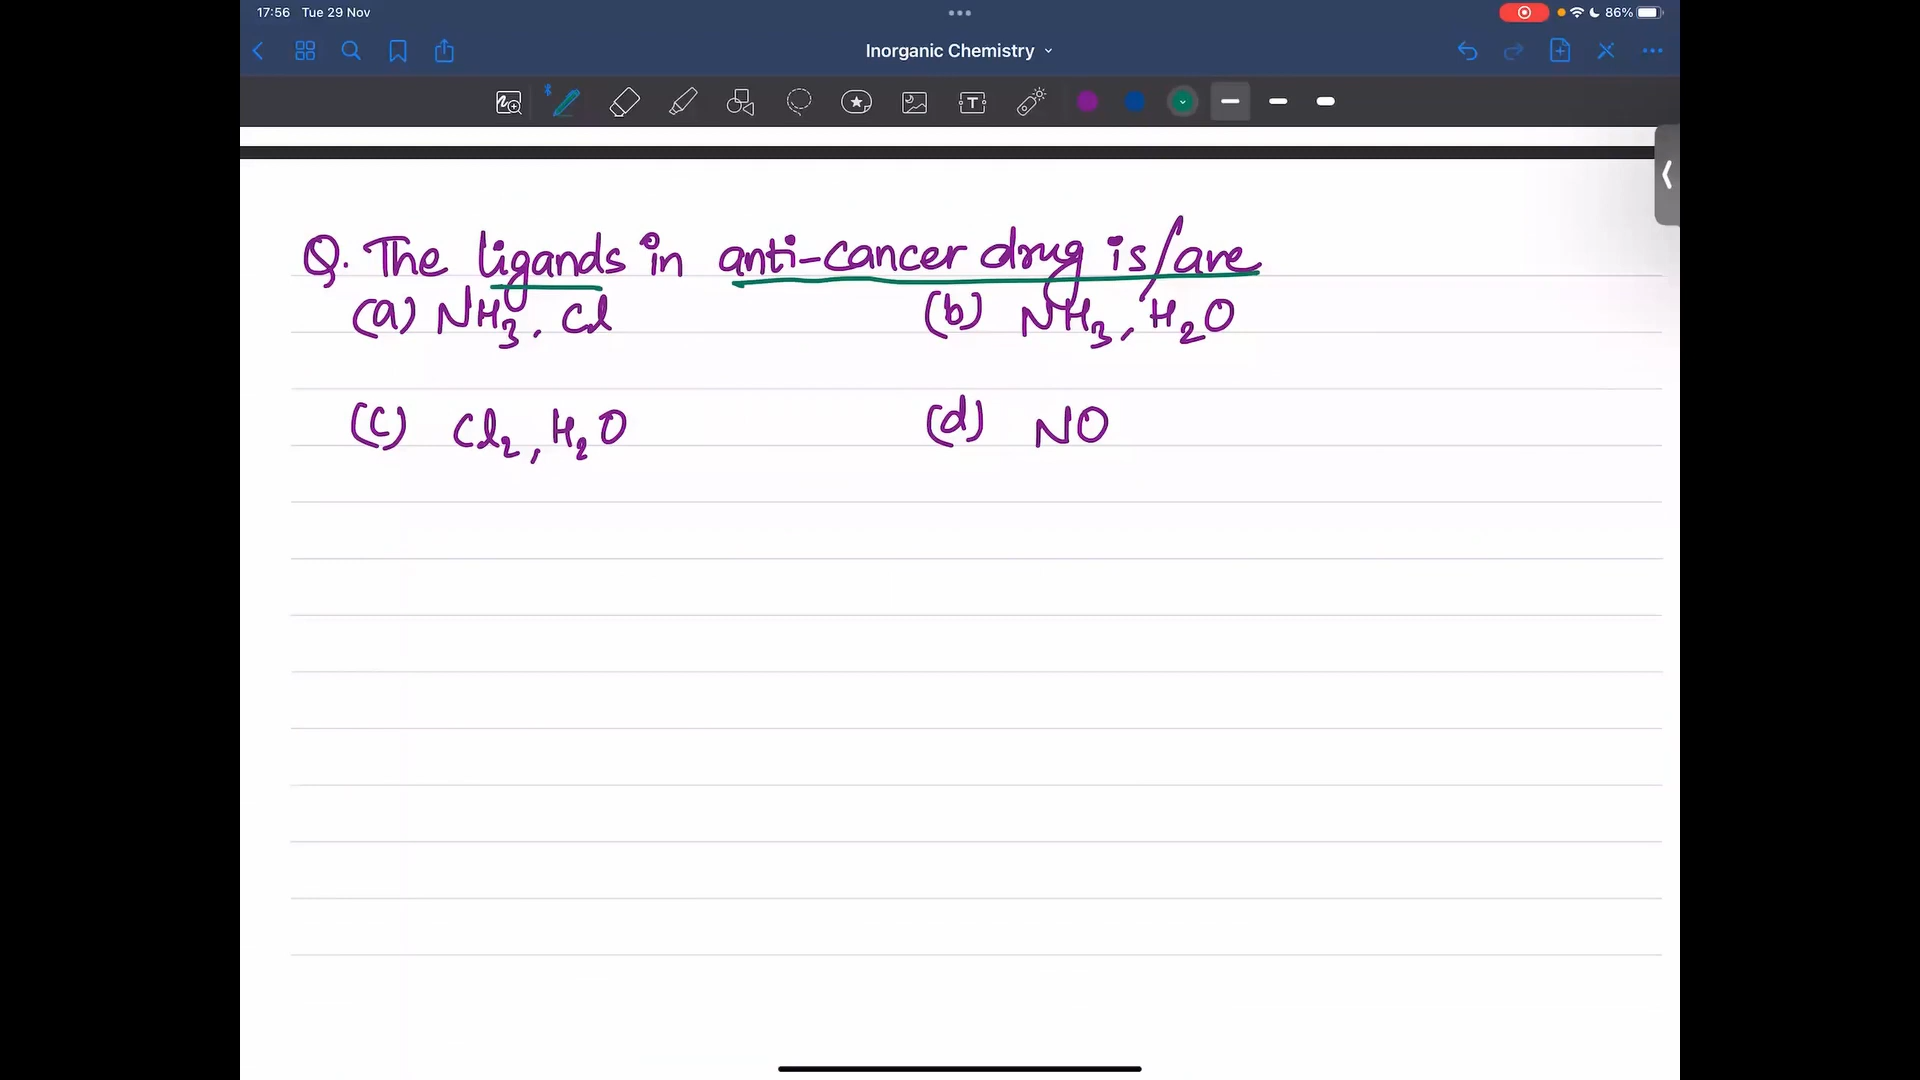 17:56 Tue 29 Nov
86%
Inorganic Chemistry
T
Q. The ligands in anti-cancer drug is/are
(a) NH3, Cl (b) NH3, H2O
(c) Cl2, H2O (d) NO